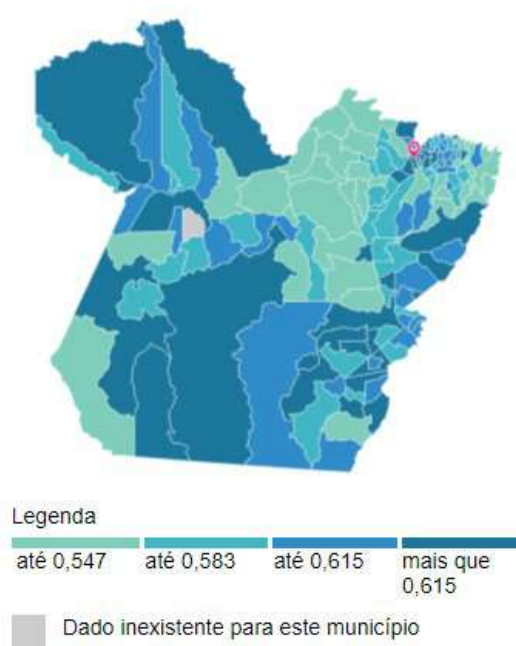 Legenda
até 0,547 até 0,583 até 0,615 mais que
0,615
Dado inexistente para este município